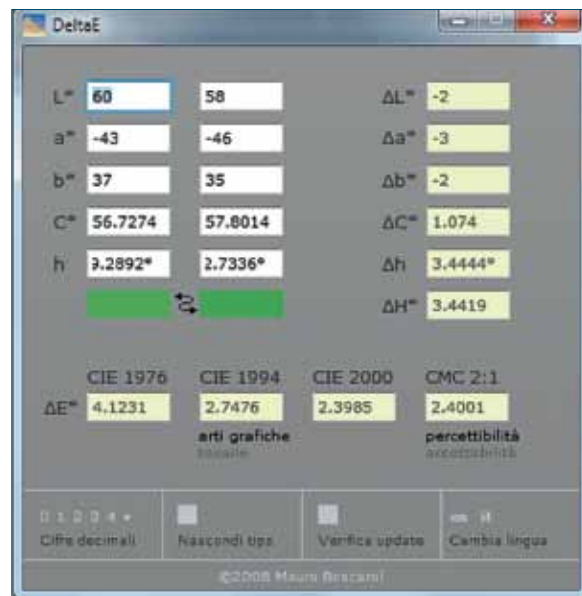 DeltaE
L* 60 58 ΔL* -2
a* -43 -46 Δa* -3
b* 37 35 Δb* -2
C* 56.7274 57.8014 ΔC* 1.074
h 9.2892° 2.7336° Δh 3.4444°
ΔH* 3.4419
CIE 1976 CIE 1994 CIE 2000 CMC 2:1
ΔE* 4.1231 2.7476 2.3985 2.4001
arti grafiche percettibilità
tessile accettabilità
0 1 2 3 4 •
Cifre decimali Nascondi tips Verifica update Cambia lingua
©2008 Mauro Boscarol